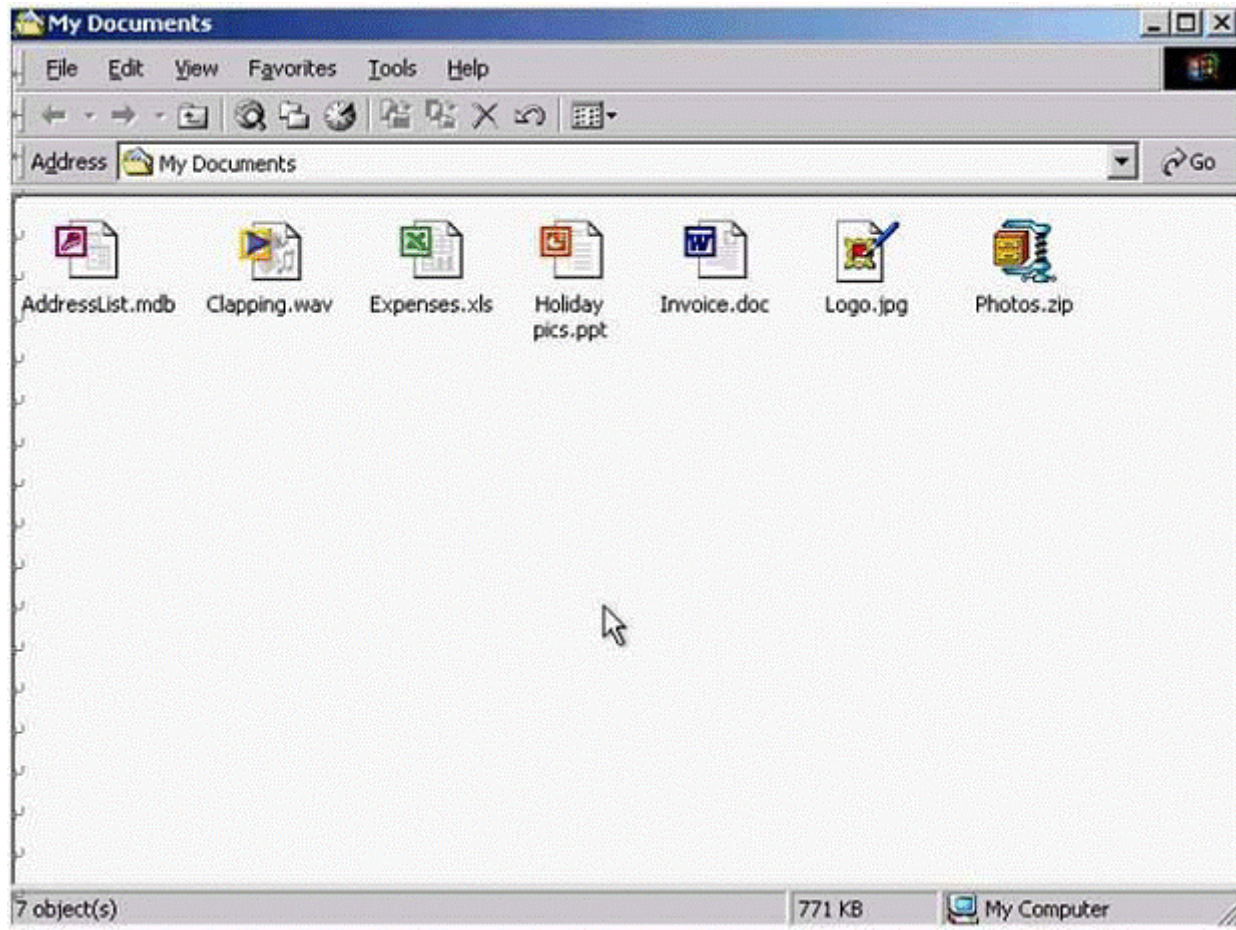 My Documents
File Edit View Favorites Tools Help
Address My Documents Go
AddressList.mdb Clapping.wav Expenses.xls Holiday pics.ppt Invoice.doc Logo.jpg Photos.zip
7 object(s) 771 KB My Computer